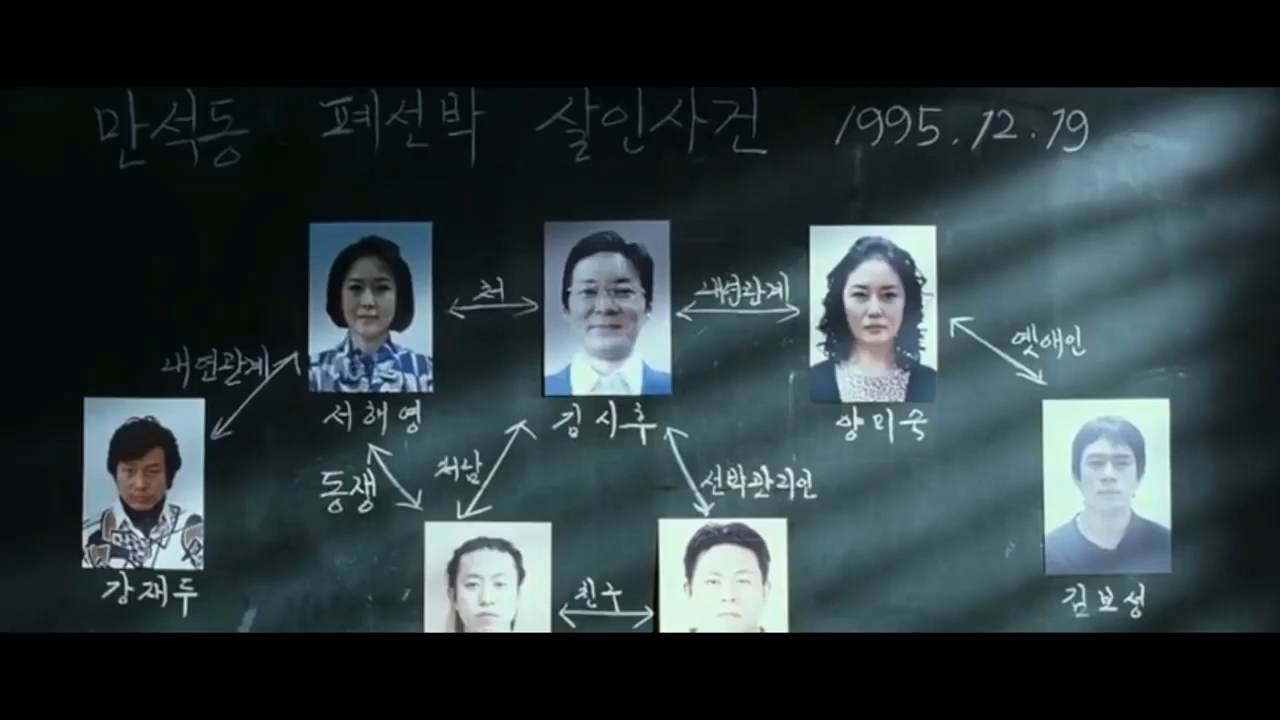 만석동 폐선박 살인사건 1995.12.19
처
내연관계
옛애인
내연관계
서해영
김시후
양미숙
동생
처남
선박관리인
강재두
친구
김보성